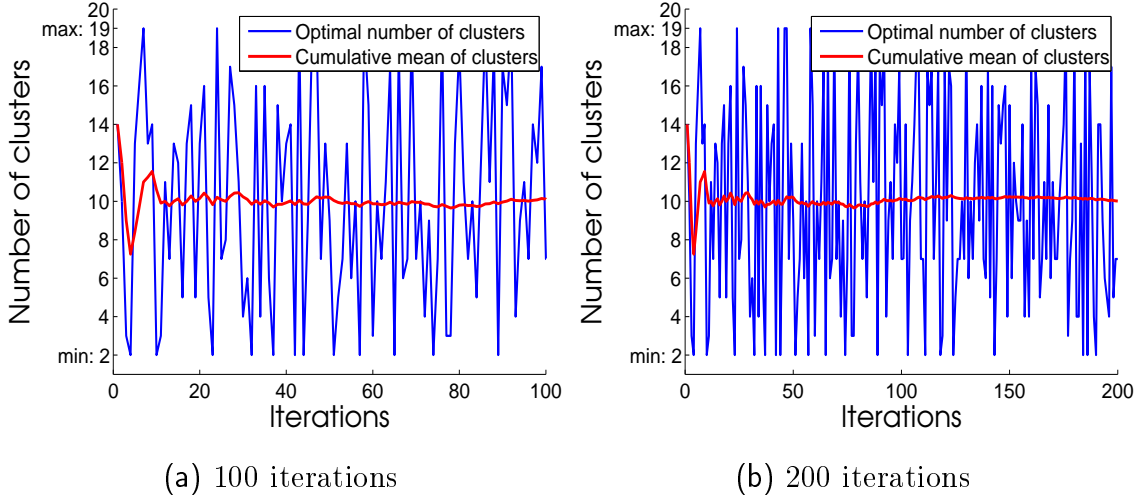 20
max: 19
18
16
14
12
10
8
6
4
min: 2
0
20
40
60
80
100
Number of clusters
Iterations
Optimal number of clusters
Cumulative mean of clusters
(a) 100 iterations
20
max: 19
18
16
14
12
10
8
6
4
min: 2
0
50
100
150
200
Number of clusters
Iterations
Optimal number of clusters
Cumulative mean of clusters
(b) 200 iterations